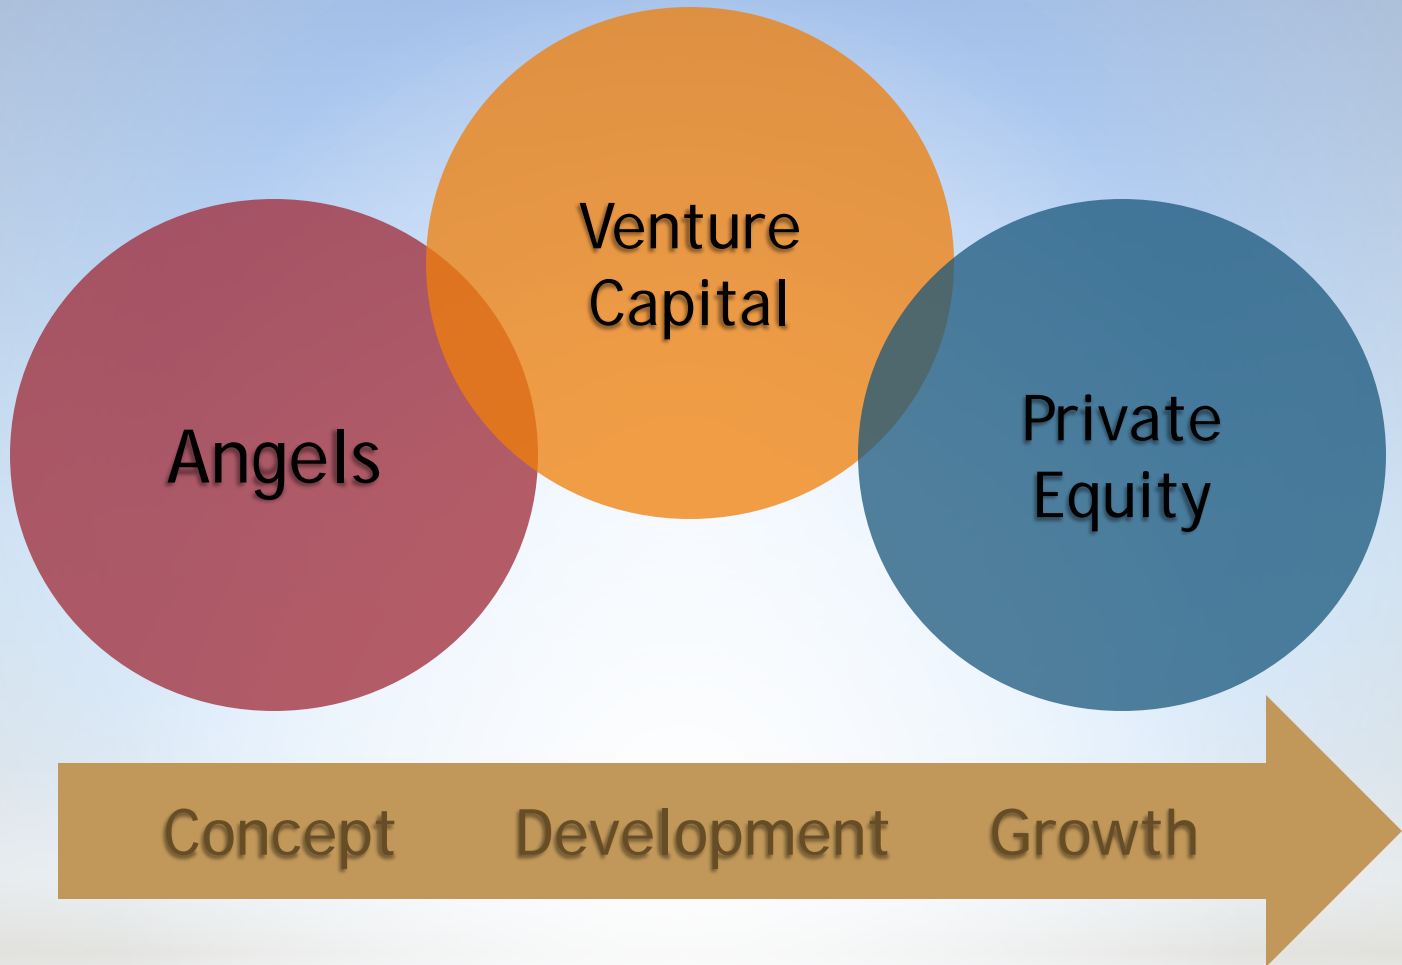 Venture
Capital
Angels
Private
Equity
Concept Development Growth